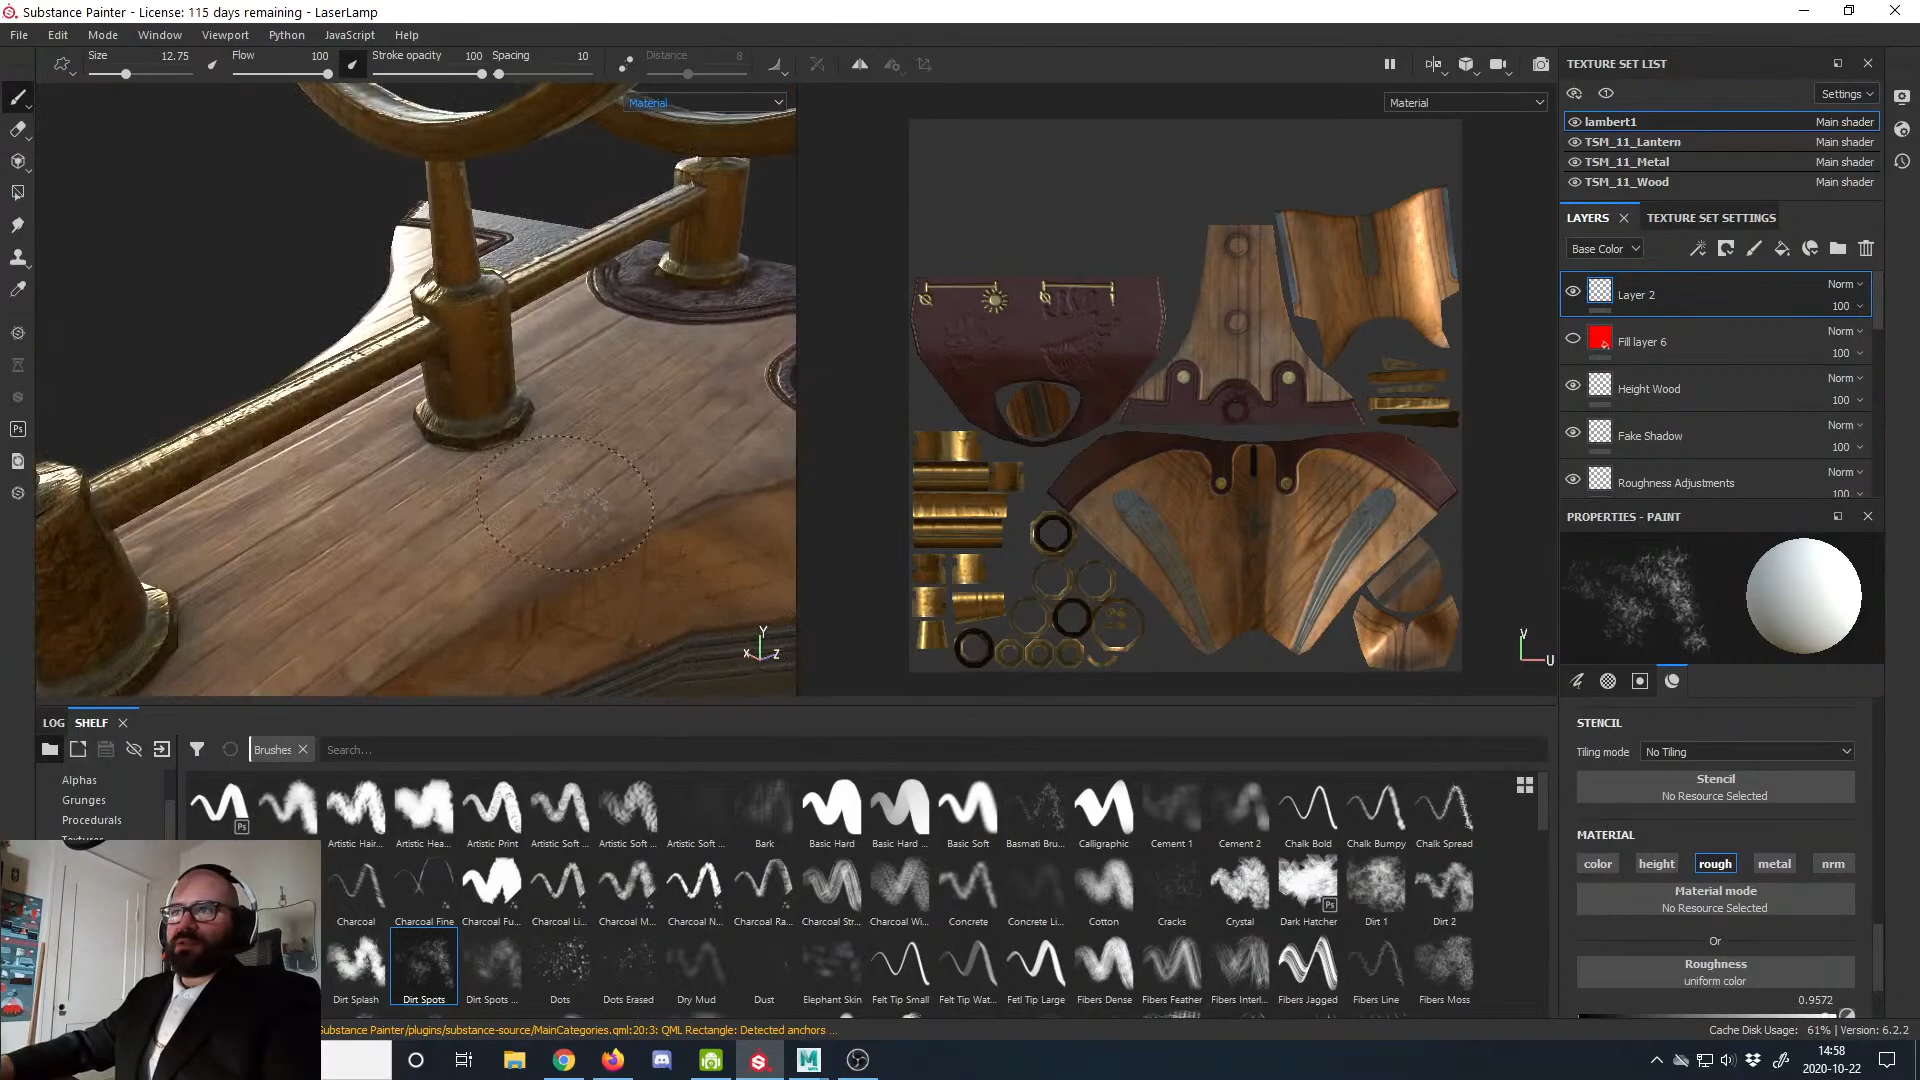 Substance Painter - License: 115 days remaining - LaserLamp
File Edit Mode Window Viewport Python JavaScript Help
Size 12.75 Flow 100 Stroke opacity 100 Spacing 10 Distance 8
Material
Material
Y
X Z
V
U
TEXTURE SET LIST
Settings
lambert1 Main shader
TSM_11_Lantern Main shader
TSM_11_Metal Main shader
TSM_11_Wood Main shader
LAYERS TEXTURE SET SETTINGS
Base Color
Layer 2 Norm 100
Fill layer 6 Norm 100
Height Wood Norm 100
Fake Shadow Norm 100
Roughness Adjustments Norm 100
PROPERTIES - PAINT
STENCIL
Tiling mode No Tiling
Stencil
No Resource Selected
MATERIAL
color height rough metal nrm
Material mode
No Resource Selected
Or
Roughness
uniform color
0.9572
LOG SHELF
Brushes Search...
Alphas
Grunges
Procedurals
Textures
Ps
Artistic Hair... Artistic Hea... Artistic Print Artistic Soft ... Artistic Soft ... Artistic Soft ... Bark Basic Hard Basic Hard ... Basic Soft Basmati Bru... Calligraphic Cement 1 Cement 2 Chalk Bold Chalk Bumpy Chalk Spread
Charcoal Charcoal Fine Charcoal Fu... Charcoal Li... Charcoal M... Charcoal N... Charcoal Ra... Charcoal Str... Charcoal Wi... Concrete Concrete Li... Cotton Cracks Crystal Dark Hatcher Dirt 1 Dirt 2
Dirt Splash Dirt Spots Dirt Spots ... Dots Dots Erased Dry Mud Dust Elephant Skin Felt Tip Small Felt Tip Wat... Fetl Tip Large Fibers Dense Fibers Feather Fibers Interl... Fibers Jagged Fibers Line Fibers Moss
Substance Painter/plugins/substance-source/MainCategories.qml:20:3: QML Rectangle: Detected anchors ...
Cache Disk Usage: 61% | Version: 6.2.2
14:58
2020-10-22